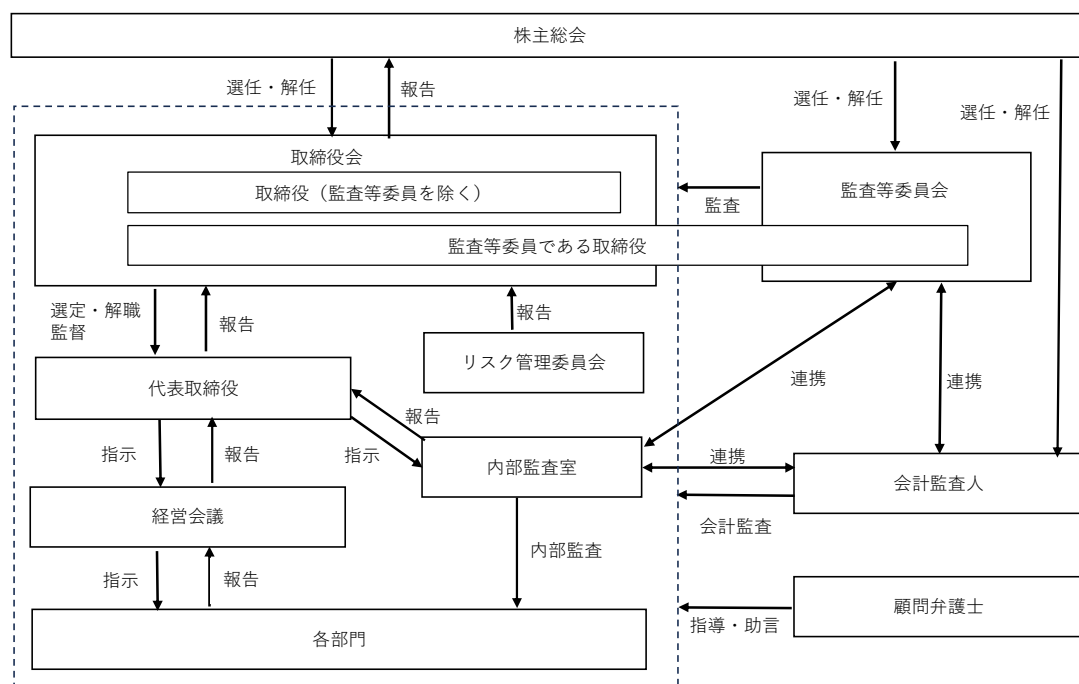 株主総会
選任・解任
報告
選任・解任
選任・解任
取締役会
取締役（監査等委員を除く）
監査等委員会
監査
監査等委員である取締役
選定・解職
監督
報告
報告
リスク管理委員会
代表取締役
連携
連携
報告
指示
報告
指示
内部監査室
連携
会計監査人
経営会議
会計監査
内部監査
指示
報告
顧問弁護士
指導・助言
各部門